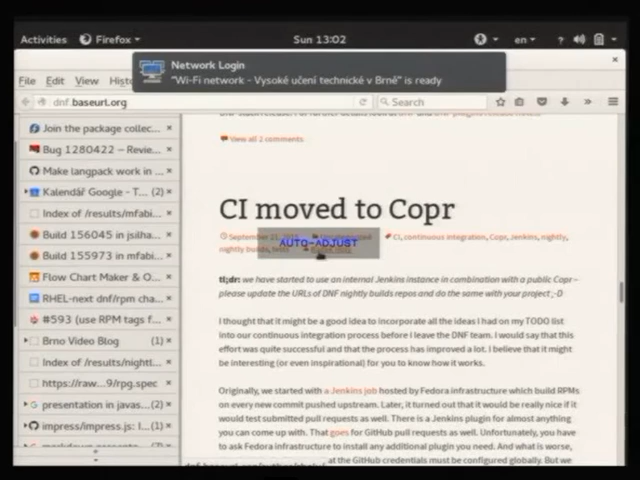 Activities Firefox Sun 13:02 en ?
Network Login
"Wi-Fi network - Vysoké učení technické v Brně" is ready
File Edit View Histo
dnf.baseurl.org Search
Join the package collec...
Bug 1280422 – Revie...
Make langpack work in ...
Kalendář Google - T... (2)
Index of /results/mfabi...
Build 156045 in jsilha...
Build 155973 in mfabi...
Flow Chart Maker & O...
RHEL-next dnf/rpm cha...
#593 (use RPM tags f...
Brno Video Blog (1)
Index of /results/nightl...
https://raw...9/rpg.spec
presentation in javas...(2)
impress/impress.js: I...
View all 2 comments
CI moved to Copr
September 21, 2015 CI, continuous integration, Copr, Jenkins, nightly,
nightly builds, tests
AUTO-ADJUST
tl;dr: we have started to use an internal Jenkins instance in combination with a public Copr –
please update the URLs of DNF nightly builds repos and do the same with your project ;-D
I thought that it might be a good idea to incorporate all the ideas I had on my TODO list
into our continuous integration process before I leave the DNF team. I would say that this
effort was quite successful and that the process has improved a lot. I believe that it might
be interesting (or even inspirational) for you to know how it works.
Originally, we started with a Jenkins job hosted by Fedora infrastructure which build RPMs
on every new commit pushed upstream. Later, it turned out that it would be really nice if it
would test submitted pull requests as well. There is a Jenkins plugin for almost anything
you can come up with. That goes for GitHub pull requests as well. Unfortunately, you have
to ask Fedora infrastructure to install any additional plugin you need. And what is worse,
at the GitHub credentials must be configured globally. But we